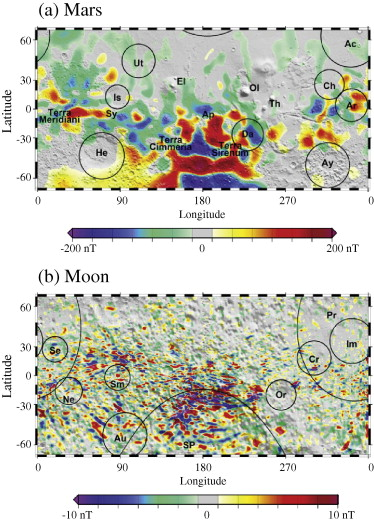 (a) Mars
60
30
0
-30
-60
Latitude
Ac
Ut
El
Ol
Is
Th
Ch
Ar
Terra
Meridiani
Sy
Ap
Terra
Cimmeria
Da
Terra
Sirenum
He
Ay
0 90 180 270 0
Longitude
-200 nT 0 200 nT
(b) Moon
60
30
0
-30
-60
Latitude
Pr
Im
Se
Cr
Sm
Ne
Or
Au
SP
0 90 180 270 0
Longitude
-10 nT 0 10 nT